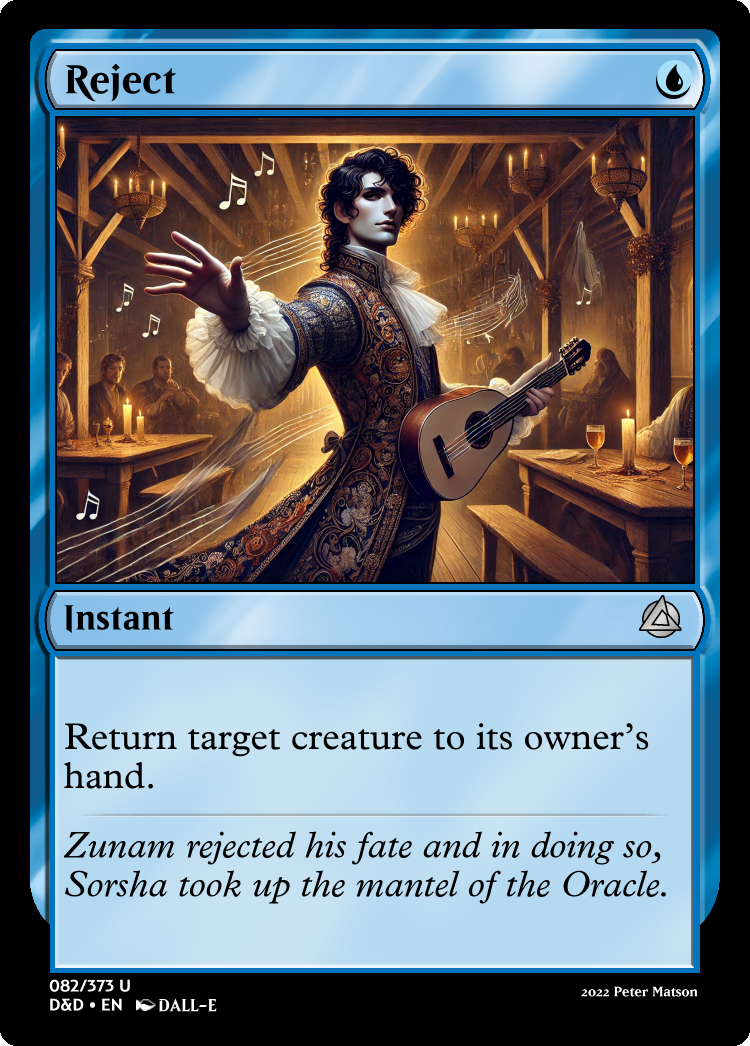 Reject
Instant
Return target creature to its owner's
hand.
Zunam rejected his fate and in doing so,
Sorsha took up the mantel of the Oracle.
082/373 U
D&D • EN DALL-E
2022 Peter Matson